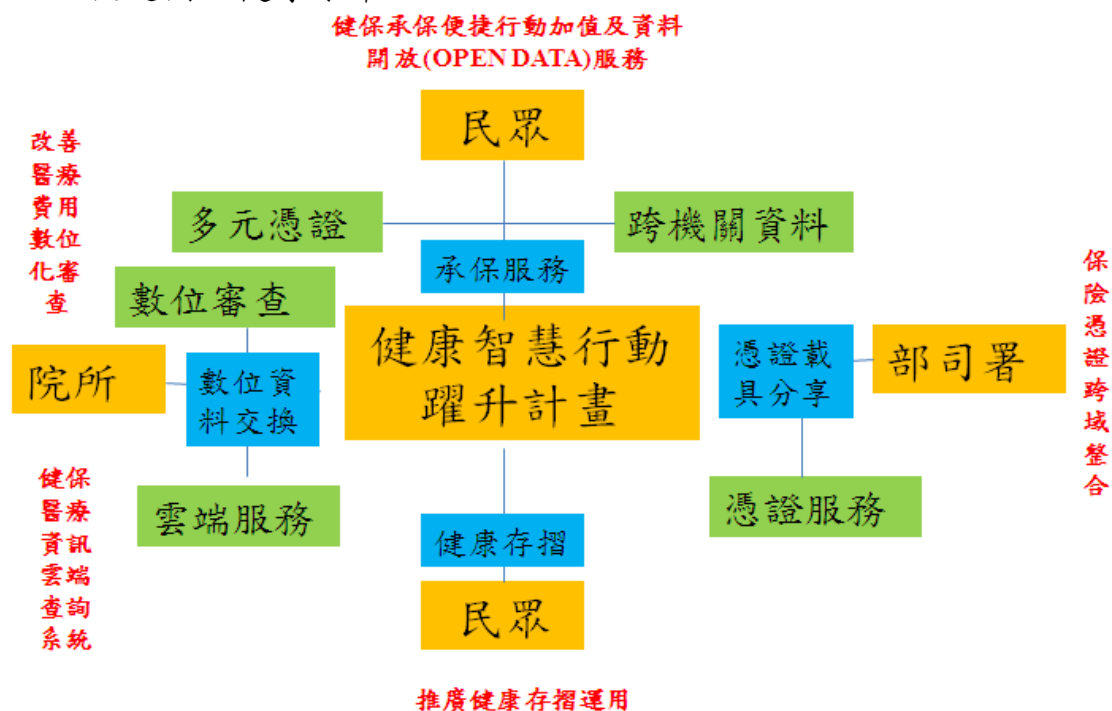 健保承保便捷行動加值及資料
開放(OPEN DATA)服務
民眾
改善
醫療
費用
數位
化審
查
多元憑證
跨機關資料
承保服務
數位審查
健康智慧行動
躍升計畫
院所
數位資
料交換
憑證載
具分享
部司署
保
險
憑
證
跨
域
整
合
雲端服務
憑證服務
健保
醫療
資訊
雲端
查詢
系統
健康存摺
民眾
推廣健康存摺運用